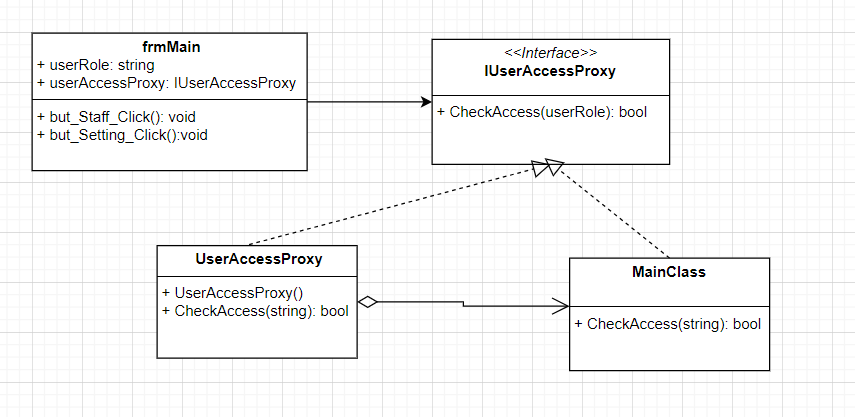 frmMain
+ userRole: string
+ userAccessProxy: IUserAccessProxy
+ but_Staff_Click(): void
+ but_Setting_Click():void
<<Interface>>
IUserAccessProxy
+ CheckAccess(userRole): bool
UserAccessProxy
+ UserAccessProxy()
+ CheckAccess(string): bool
MainClass
+ CheckAccess(string): bool